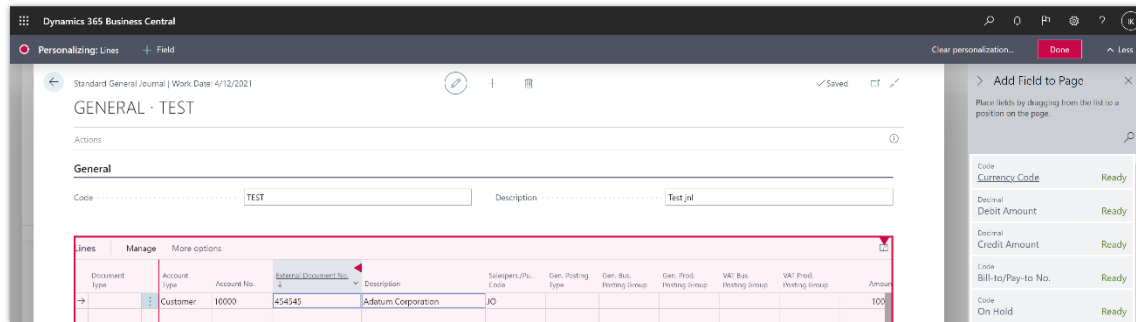 Dynamics 365 Business Central
IK
Personalizing: Lines + Field Clear personalization... Done Less
Standard General Journal | Work Date: 4/12/2021 Saved
GENERAL · TEST
Actions
General
Code TEST Description Test jnl
Lines Manage More options
Document Type Account Type Account No. External Document No. Description Salespers./Pu... Code Gen. Posting Type Gen. Bus. Posting Group Gen. Prod. Posting Group VAT Bus. Posting Group VAT Prod. Posting Group Amoun
Customer 10000 454545 Adatum Corporation JO 100
Add Field to Page
Place fields by dragging from the list to a
position on the page.
Code
Currency Code Ready
Decimal
Debit Amount Ready
Decimal
Credit Amount Ready
Code
Bill-to/Pay-to No. Ready
Code
On Hold Ready